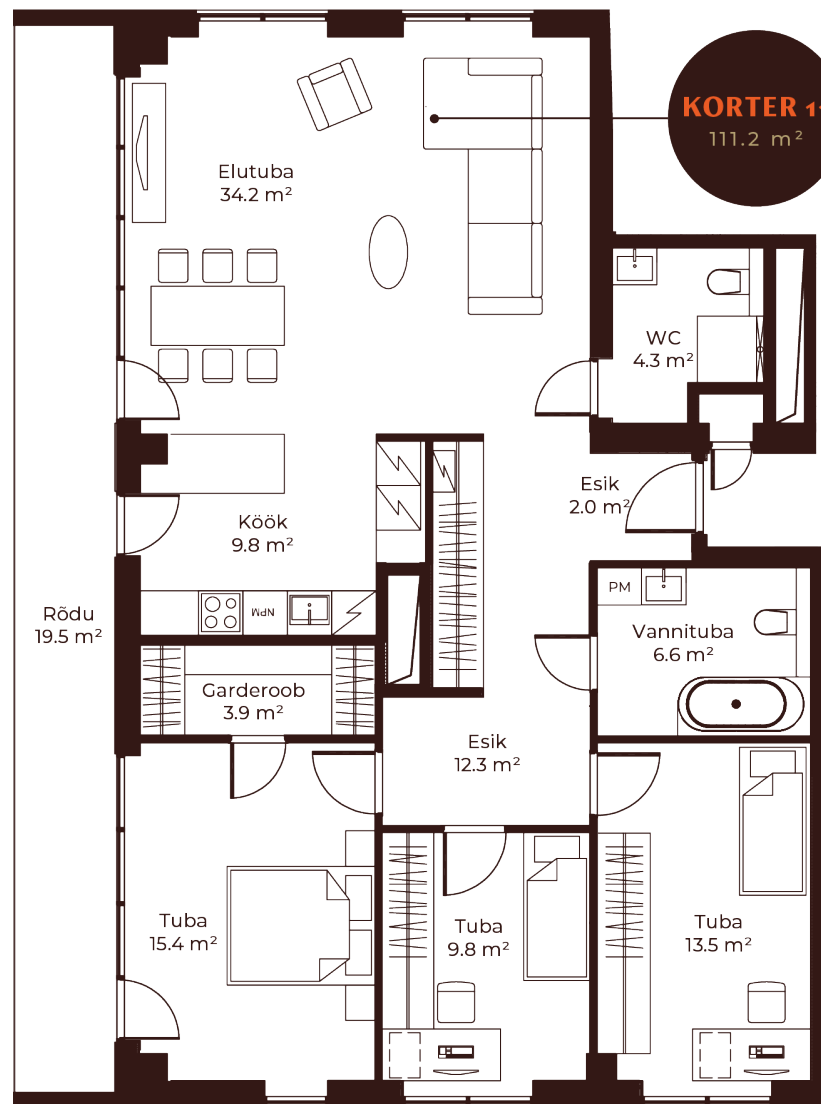 KORTER
111.2 m²
Elutuba
34.2 m²
WC
4.3 m²
Esik
2.0 m²
Köök
9.8 m²
NPM
PM
Rõdu
19.5 m²
Vannituba
6.6 m²
Garderoob
3.9 m²
Esik
12.3 m²
Tuba
15.4 m²
Tuba
9.8 m²
Tuba
13.5 m²